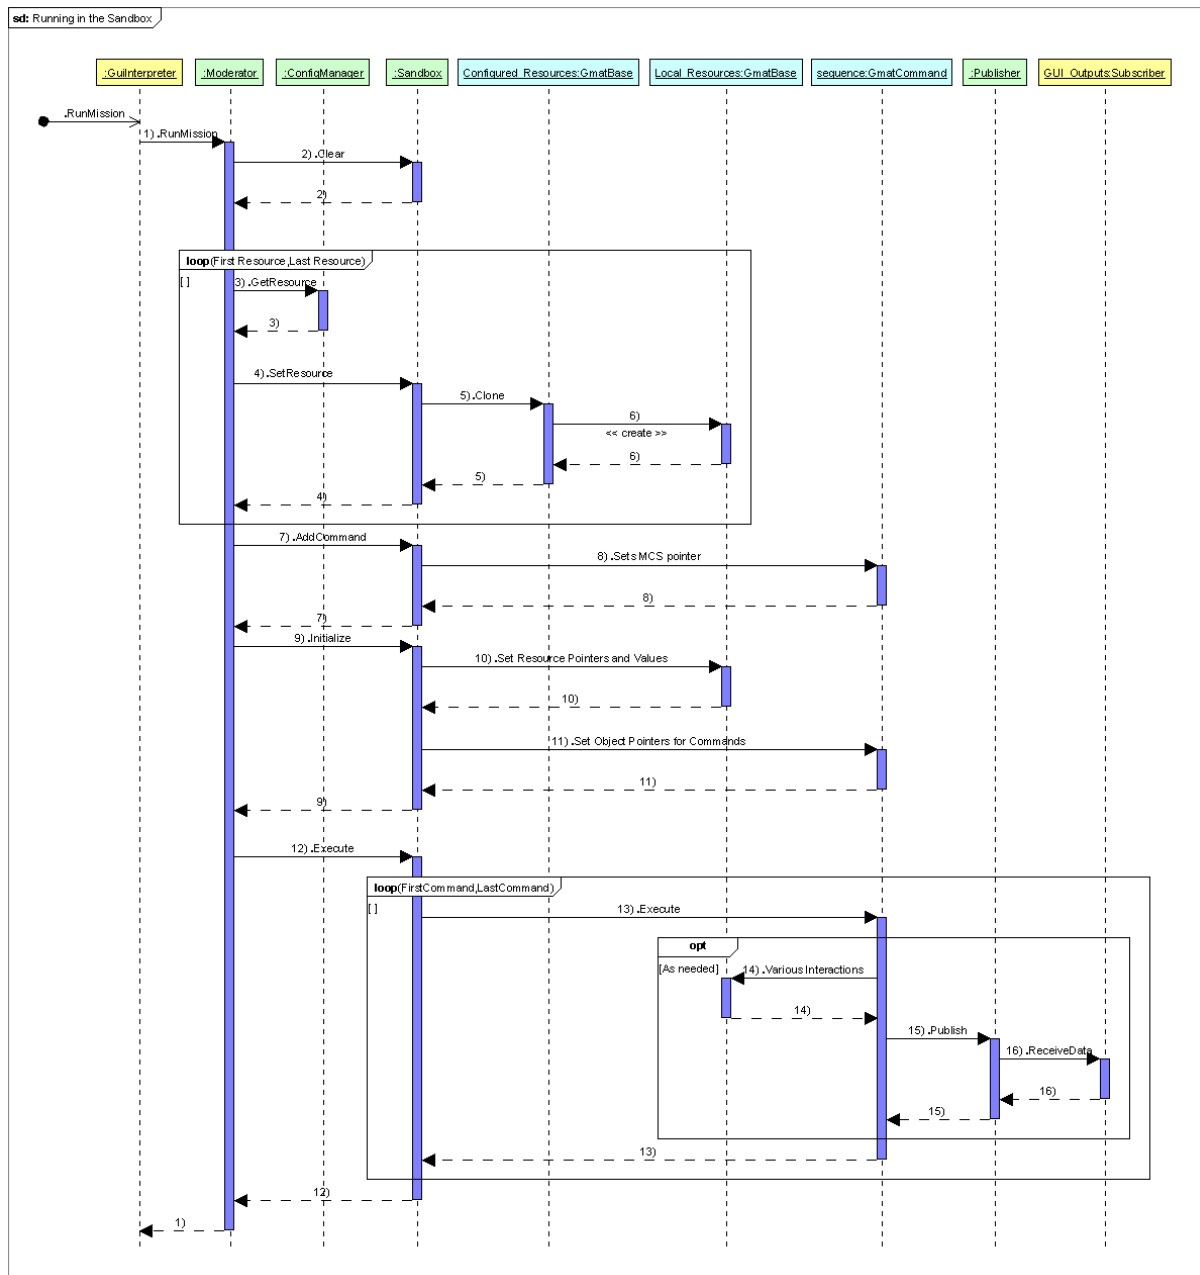 sd: Running in the Sandbox
:GuiInterpreter
:Moderator
:ConfigManager
:Sandbox
Configured_Resources:GmatBase
Local_Resources:GmatBase
sequence:GmatCommand
:Publisher
GUI_Outputs:Subscriber
.RunMission
1) .RunMission
2) .Clear
2)
loop(First Resource,Last Resource)
[ ]
3) .GetResource
3)
4) .SetResource
5) .Clone
6)
<< create >>
6)
5)
4)
7) .AddCommand
8) .Sets MCS pointer
8)
7)
9) .Initialize
10) .Set Resource Pointers and Values
10)
11) .Set Object Pointers for Commands
11)
9)
12) .Execute
loop(FirstCommand,LastCommand)
[ ]
13) .Execute
opt
[As needed]
14) .Various Interactions
14)
15) .Publish
16) .ReceiveData
16)
15)
13)
12)
1)